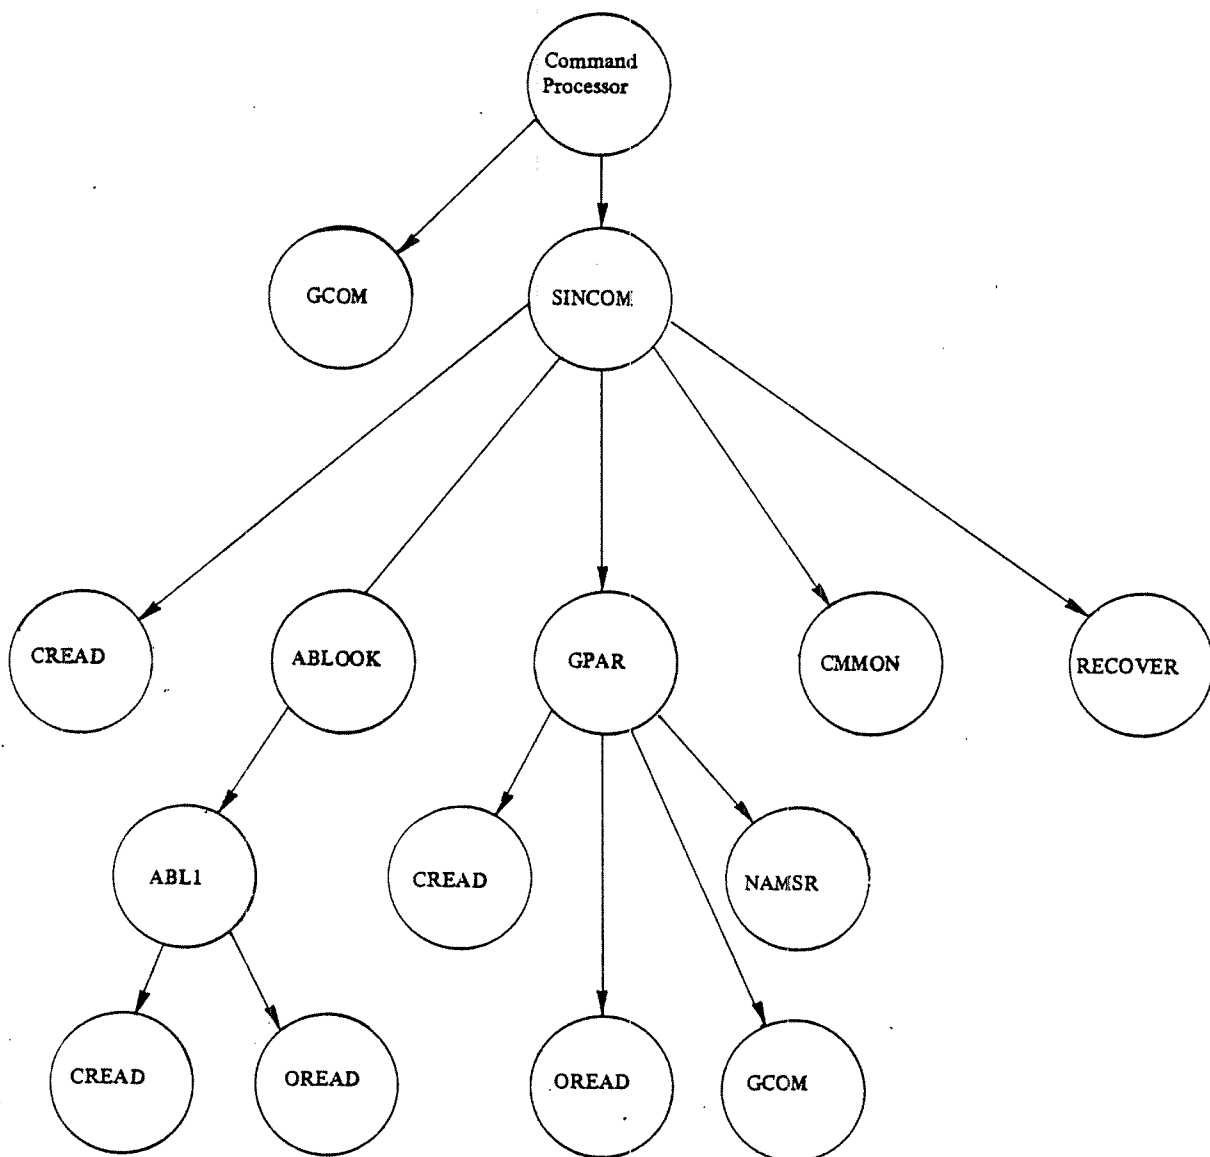 Command
Processor
GCOM
SINCOM
CREAD
ABLOOK
GPAR
CMMON
RECOVER
ABL1
CREAD
NAMSR
CREAD
OREAD
OREAD
GCOM